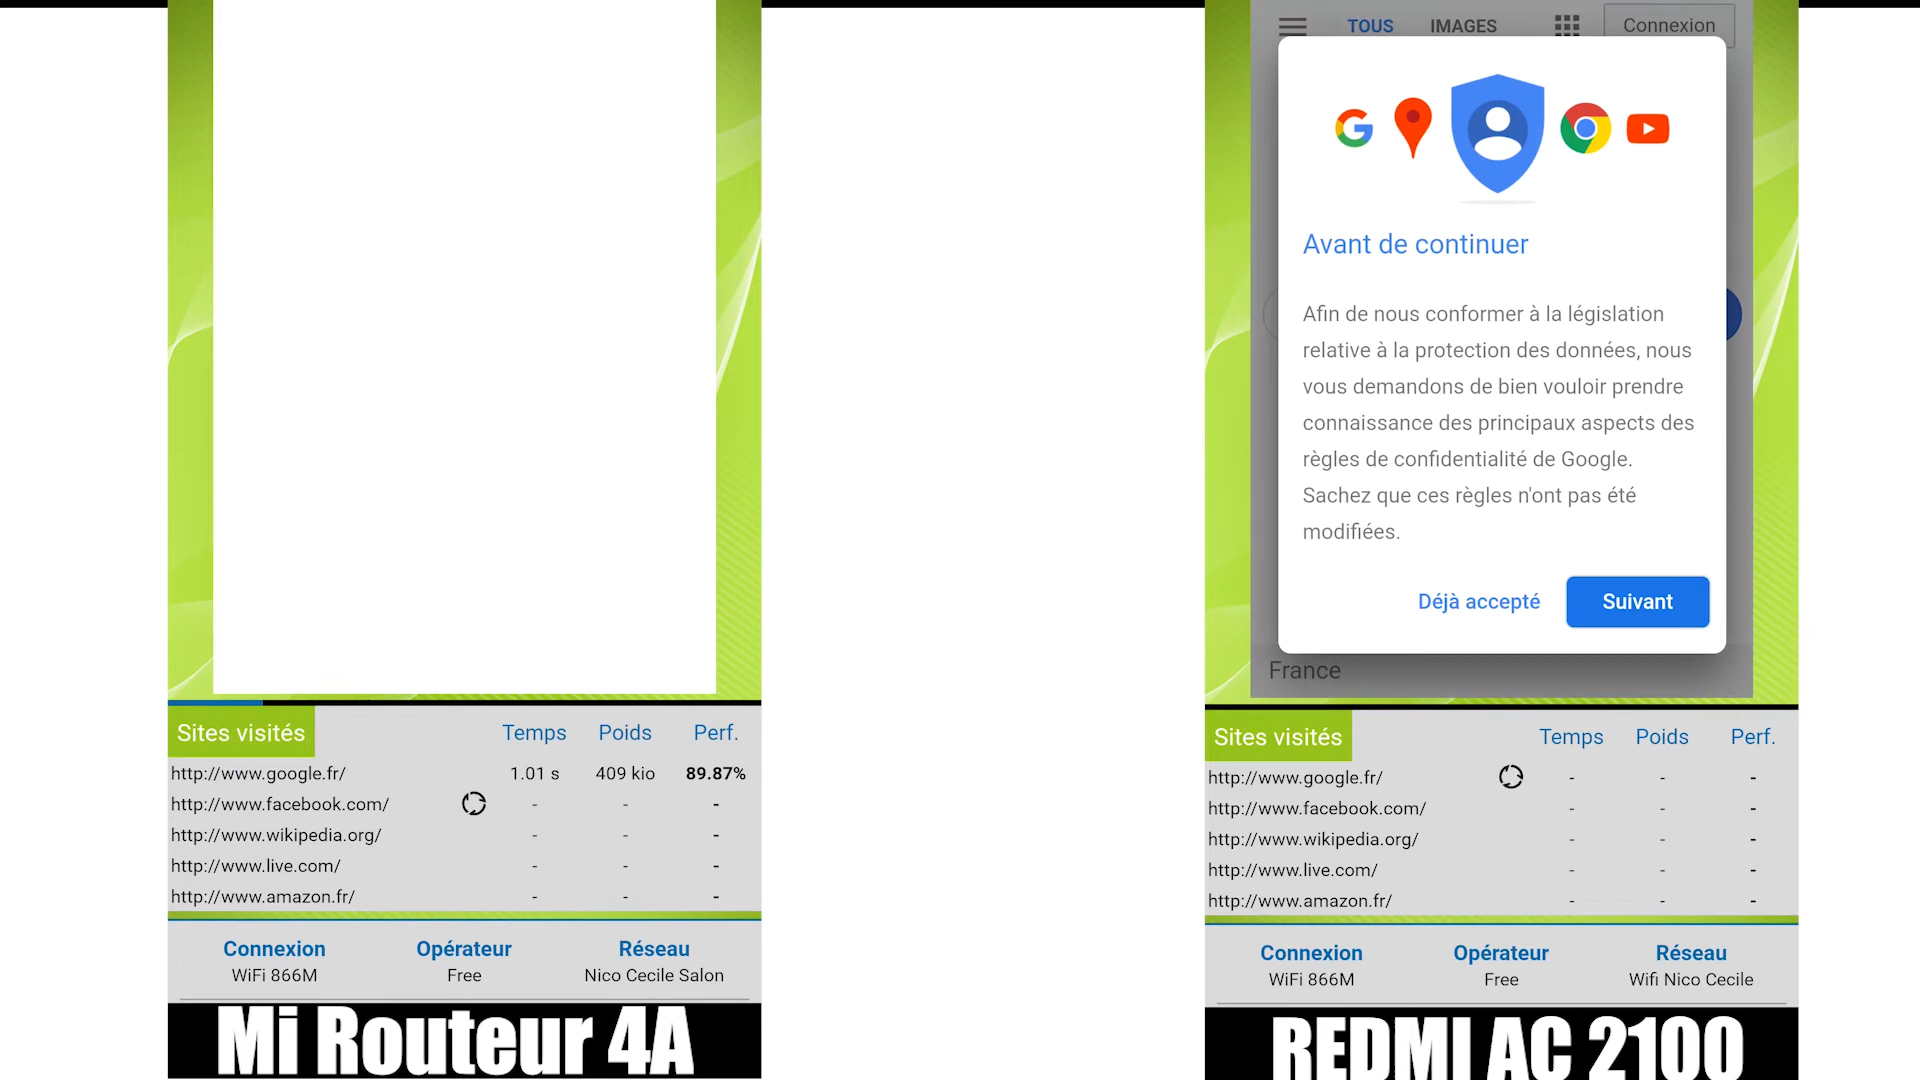 Sites visités Temps Poids Perf.
http://www.google.fr/ 1.01 s 409 kio 89.87%
http://www.facebook.com/ - - -
http://www.wikipedia.org/ - - -
http://www.live.com/ - - -
http://www.amazon.fr/ - - -
Connexion Opérateur Réseau
WiFi 866M Free Nico Cecile Salon
Mi Routeur 4A
TOUS IMAGES Connexion
Avant de continuer
Afin de nous conformer à la législation
relative à la protection des données, nous
vous demandons de bien vouloir prendre
connaissance des principaux aspects des
règles de confidentialité de Google.
Sachez que ces règles n'ont pas été
modifiées.
Déjà accepté Suivant
France
Sites visités Temps Poids Perf.
http://www.google.fr/ - - -
http://www.facebook.com/ - - -
http://www.wikipedia.org/ - - -
http://www.live.com/ - - -
http://www.amazon.fr/ - - -
Connexion Opérateur Réseau
WiFi 866M Free Wifi Nico Cecile
REDMI AC 2100